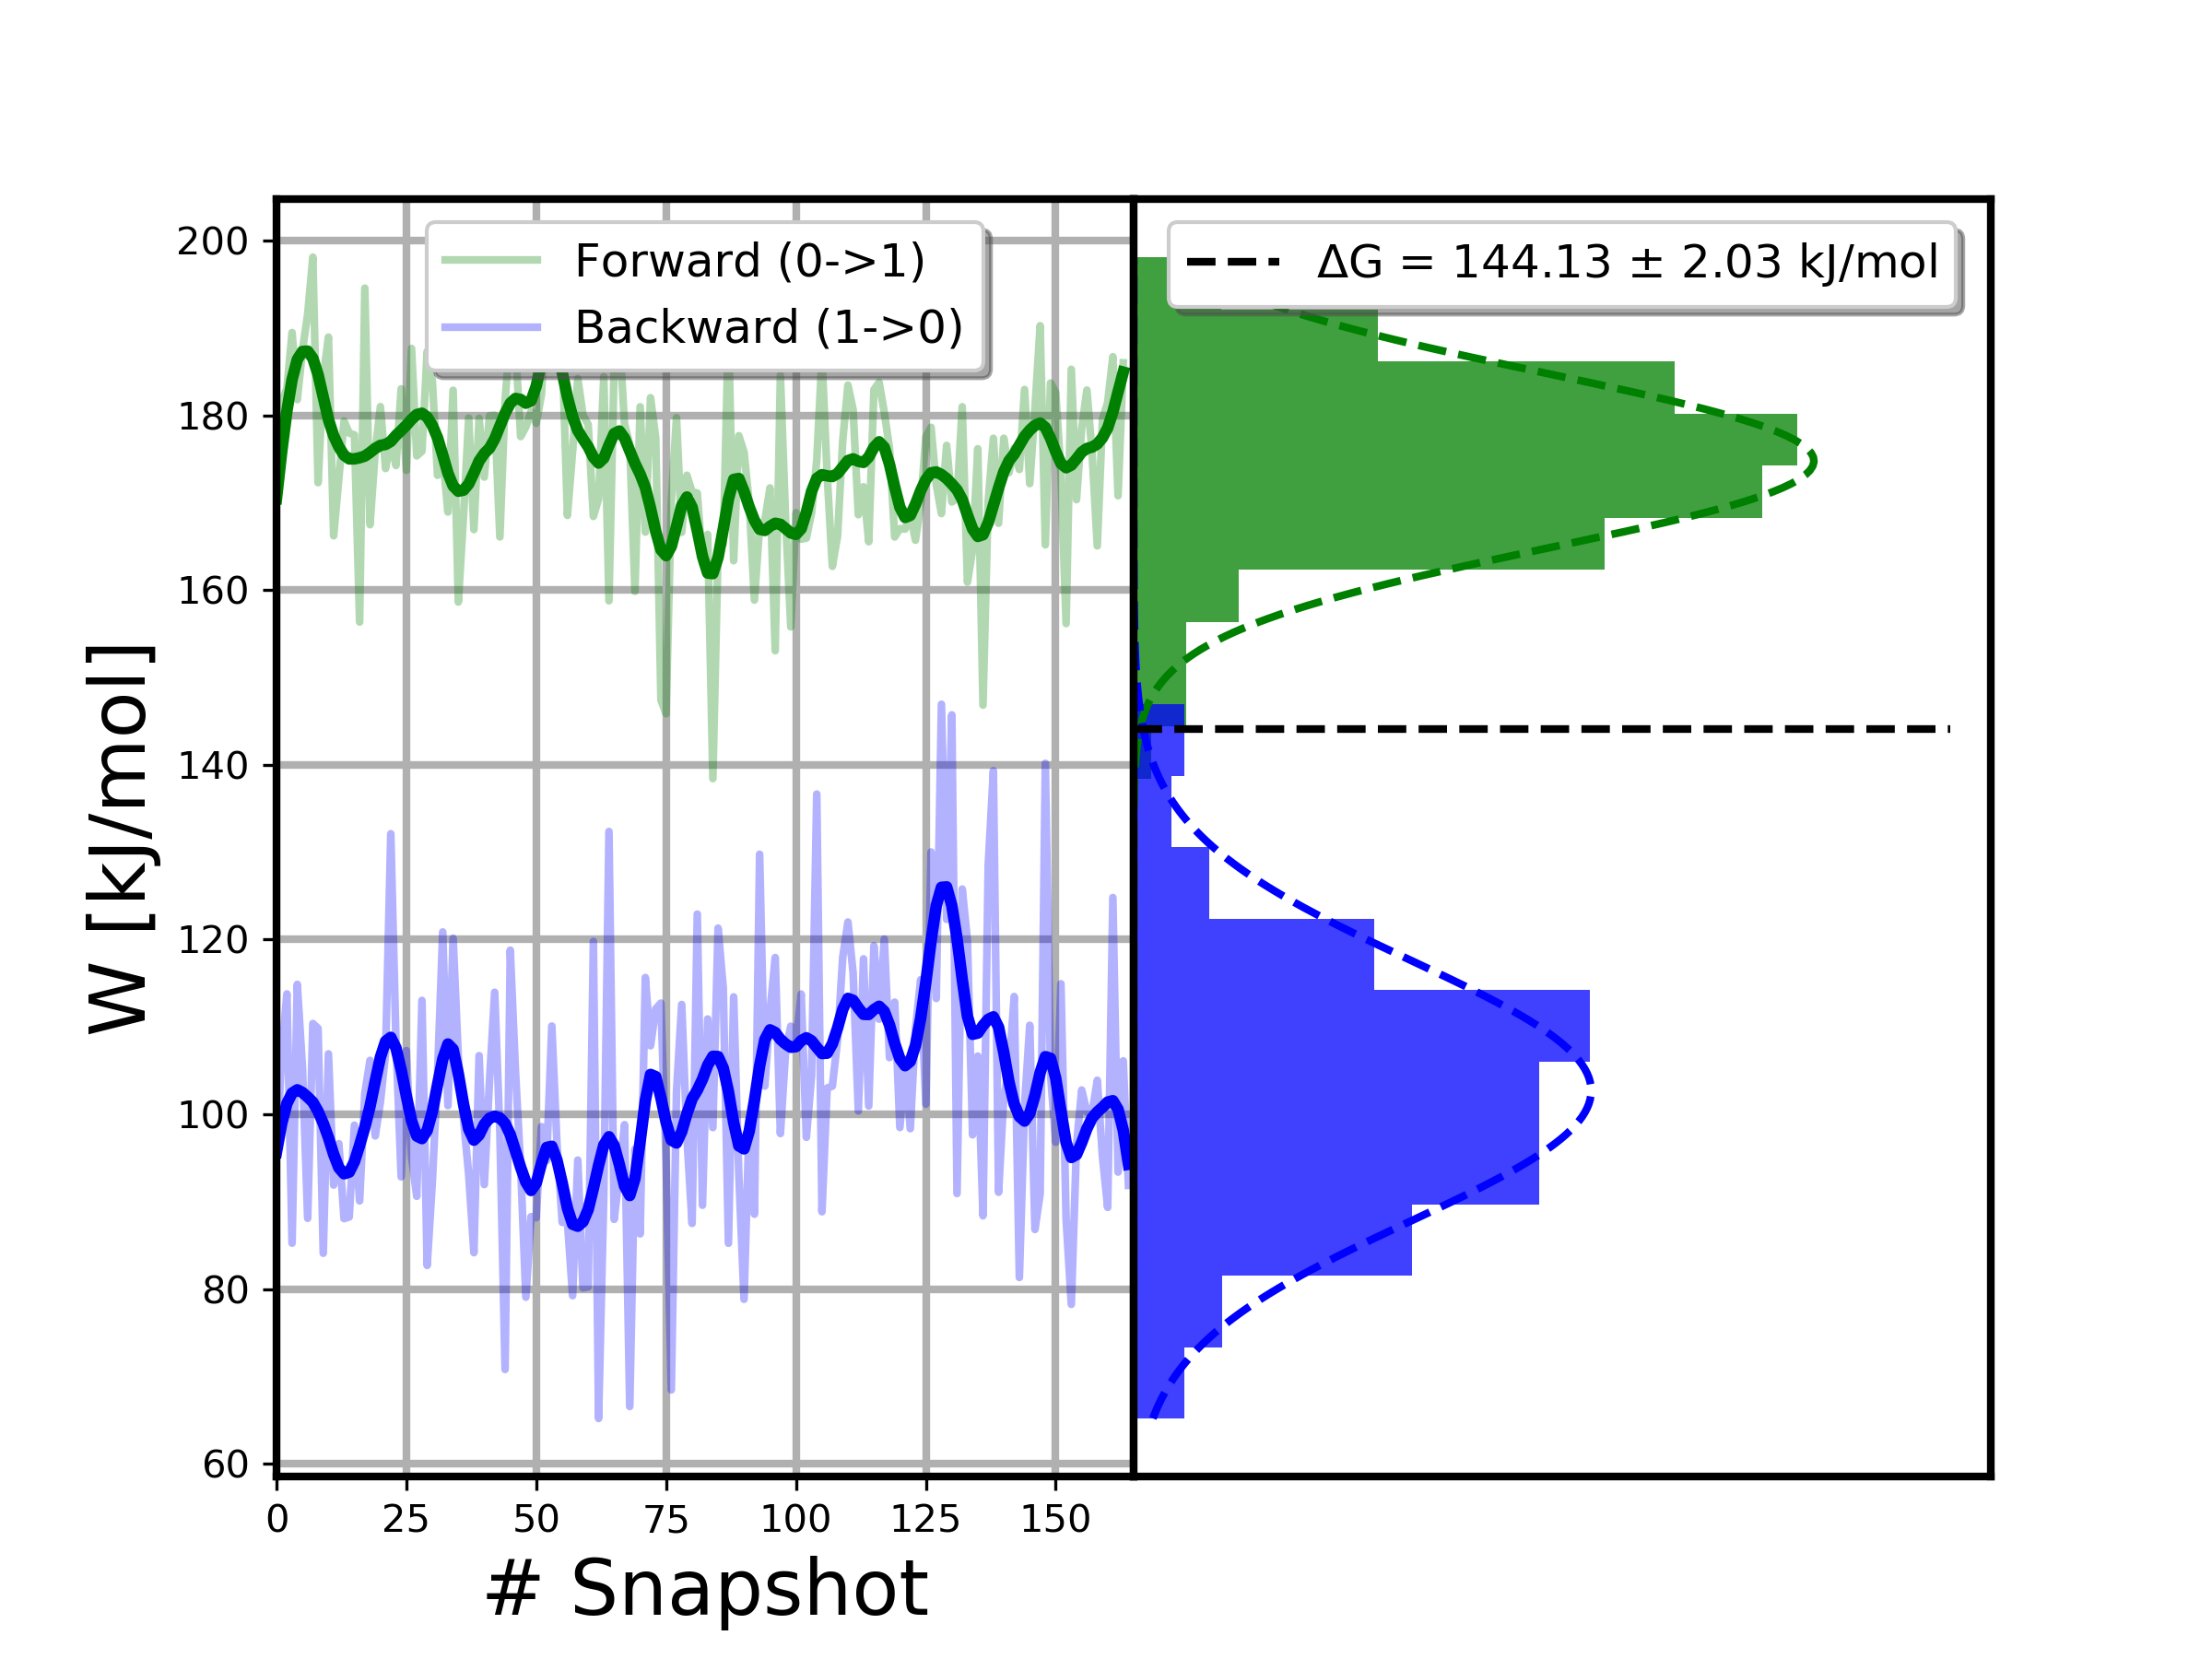 Forward (0->1)
Backward (1->0)
ΔG = 144.13 ± 2.03 kJ/mol
W [kJ/mol]
200
180
160
140
120
100
80
60
0 25 50 75 100 125 150
# Snapshot